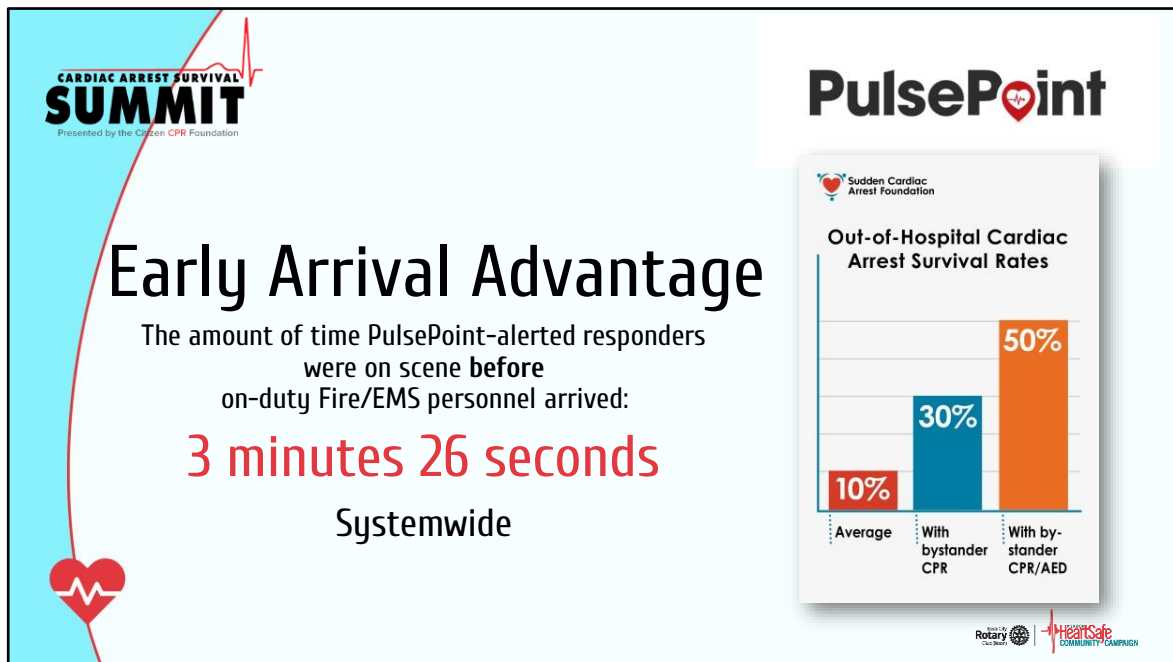 CARDIAC ARREST SURVIVAL
SUMMIT
Presented by the Citizen CPR Foundation
PulsePoint
Early Arrival Advantage
The amount of time PulsePoint-alerted responders
were on scene before
on-duty Fire/EMS personnel arrived:
3 minutes 26 seconds
Systemwide
Sudden Cardiac
Arrest Foundation
Out-of-Hospital Cardiac
Arrest Survival Rates
10%
30%
50%
Average
With
bystander
CPR
With by-
stander
CPR/AED
Rotary
HeartSafe
COMMUNITY CAMPAIGN